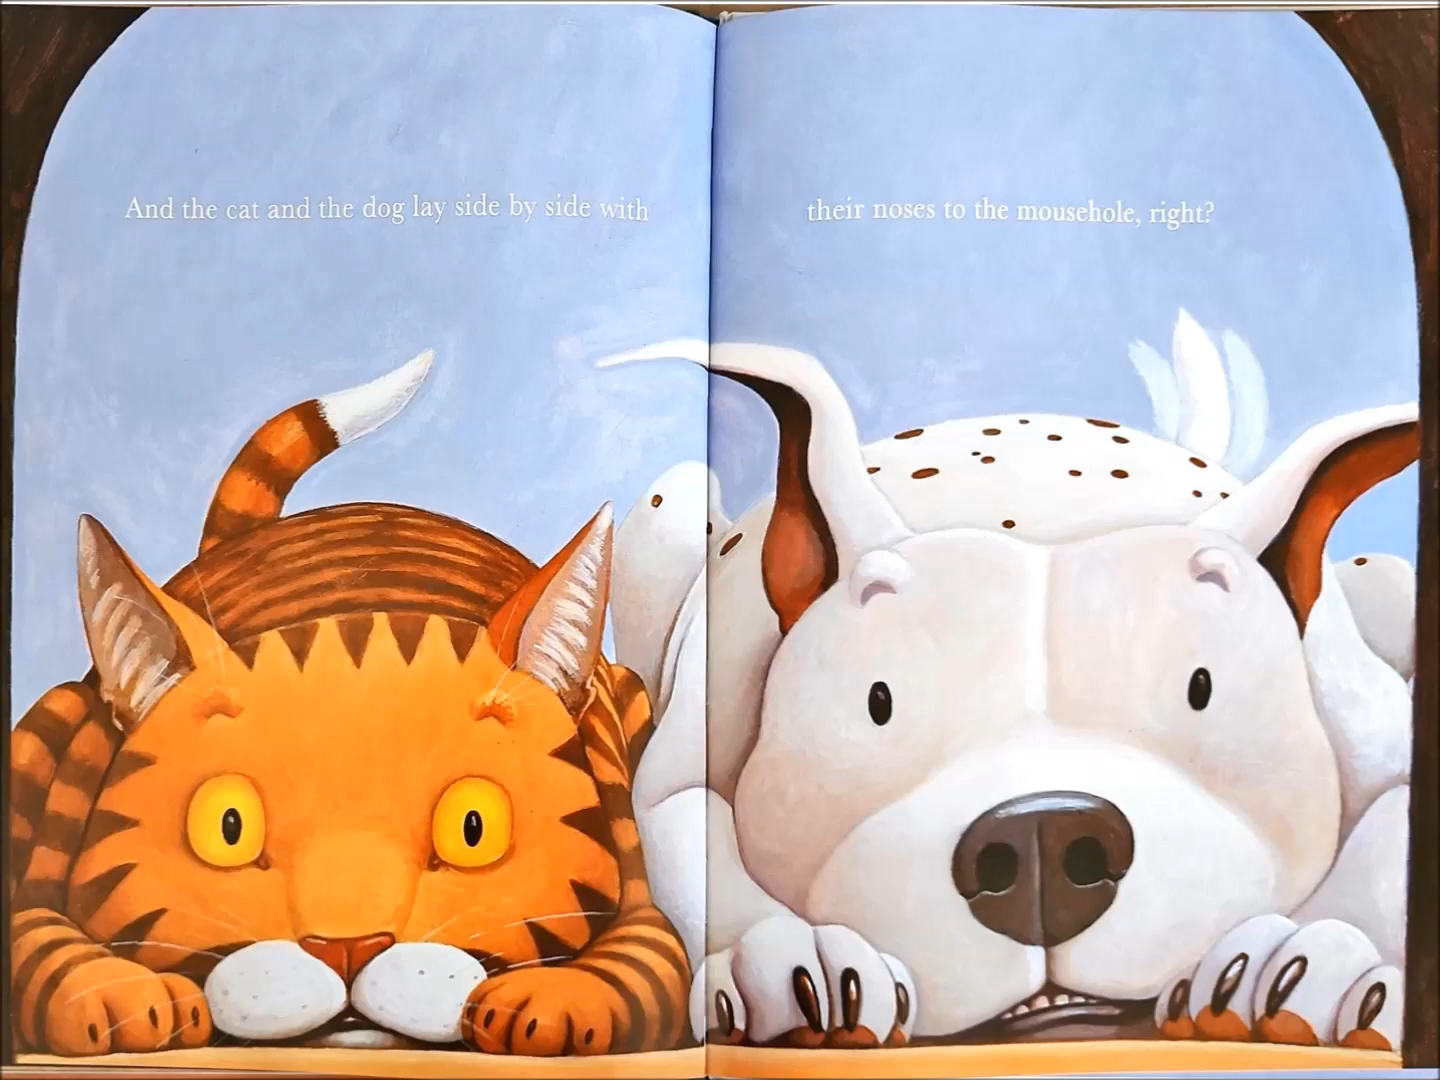 And the cat and the dog lay side by side with
their noses to the mousehole, right?